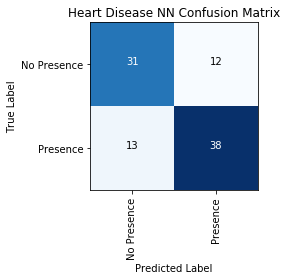 Heart Disease NN Confusion Matrix
True Label
No Presence
31
12
Presence
13
38
No Presence
Presence
Predicted Label